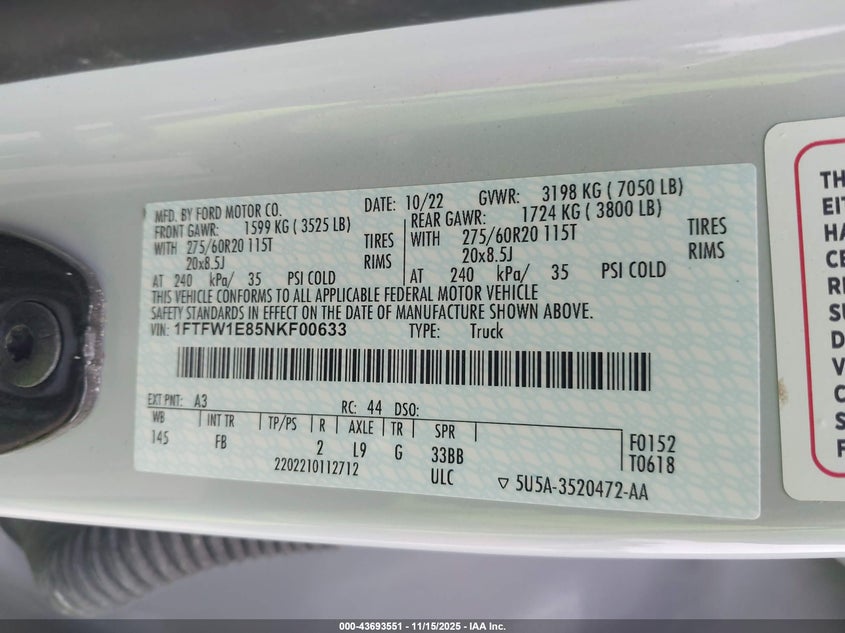 MFD. BY FORD MOTOR CO.
DATE: 10/22 GVWR: 3198 KG ( 7050 LB)
FRONT GAWR: 1599 KG ( 3525 LB)
REAR GAWR: 1724 KG ( 3800 LB)
WITH 275/60R20 115T TIRES
WITH 275/60R20 115T TIRES
20x8.5J RIMS
20x8.5J RIMS
AT 240 kPa/ 35 PSI COLD
AT 240 kPa/ 35 PSI COLD
THIS VEHICLE CONFORMS TO ALL APPLICABLE FEDERAL MOTOR VEHICLE
SAFETY STANDARDS IN EFFECT ON THE DATE OF MANUFACTURE SHOWN ABOVE.
VIN: 1FTFW1E85NKF00633 TYPE: Truck
EXT PNT: A3 RC: 44 DSO:
WB INT TR TP/PS R AXLE TR SPR
145 FB 2 L9 G 33BB
F0152
T0618
2202210112712 ULC
▽ 5U5A-3520472-AA
000-43693551 - 11/15/2025 - IAA Inc.